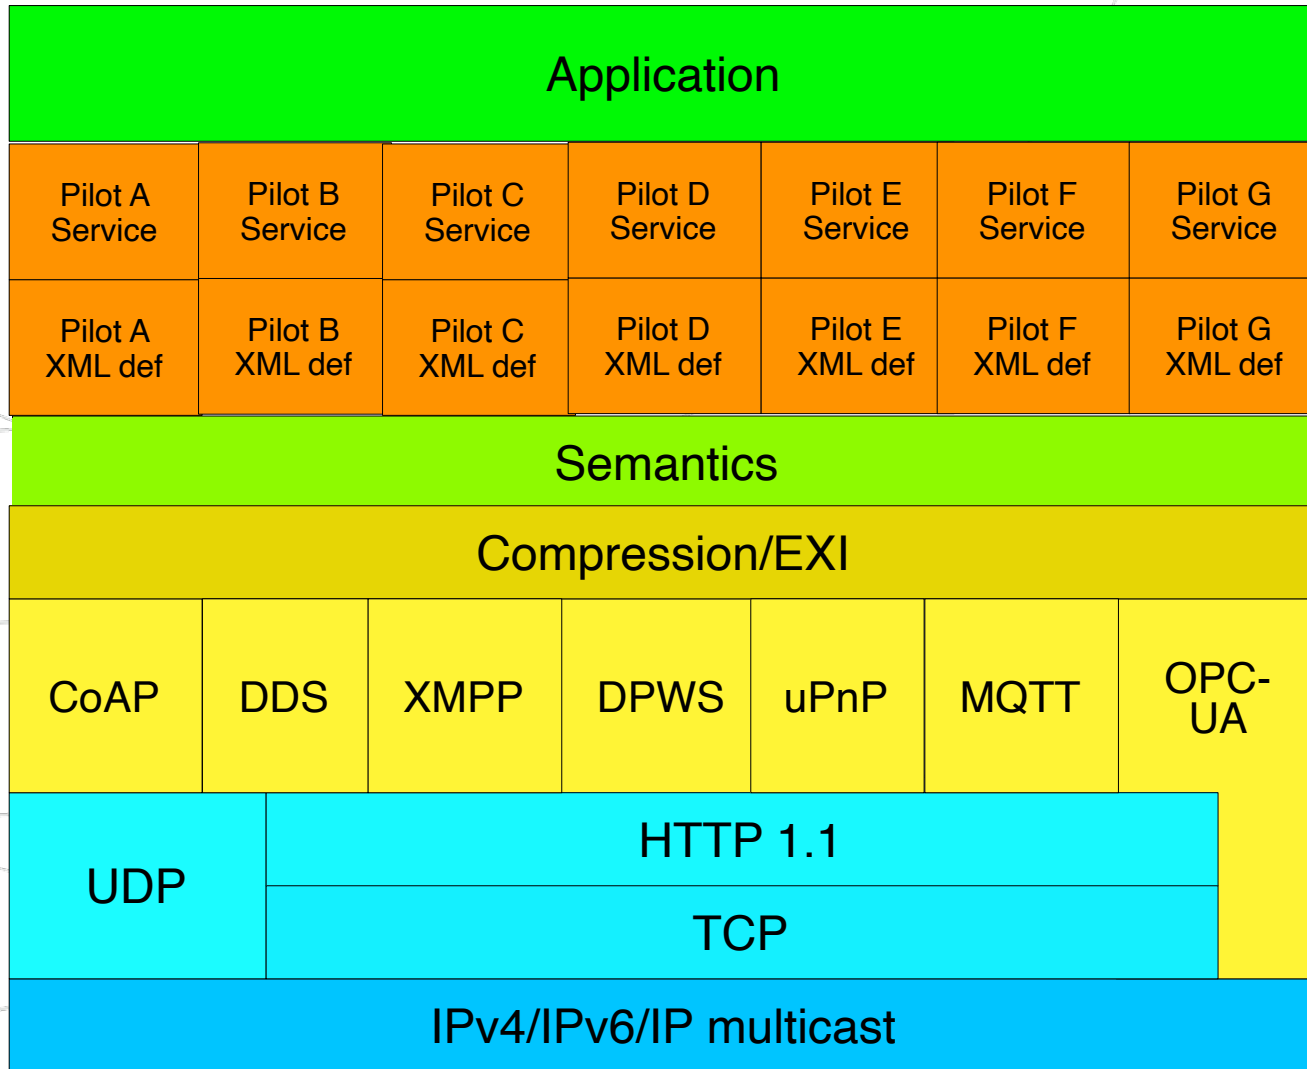 Application
Pilot A
Service
Pilot B
Service
Pilot C
Service
Pilot D
Service
Pilot E
Service
Pilot F
Service
Pilot G
Service
Pilot A
XML def
Pilot B
XML def
Pilot C
XML def
Pilot D
XML def
Pilot E
XML def
Pilot F
XML def
Pilot G
XML def
Semantics
Compression/EXI
CoAP
DDS
XMPP
DPWS
uPnP
MQTT
OPC-
UA
UDP
HTTP 1.1
TCP
IPv4/IPv6/IP multicast